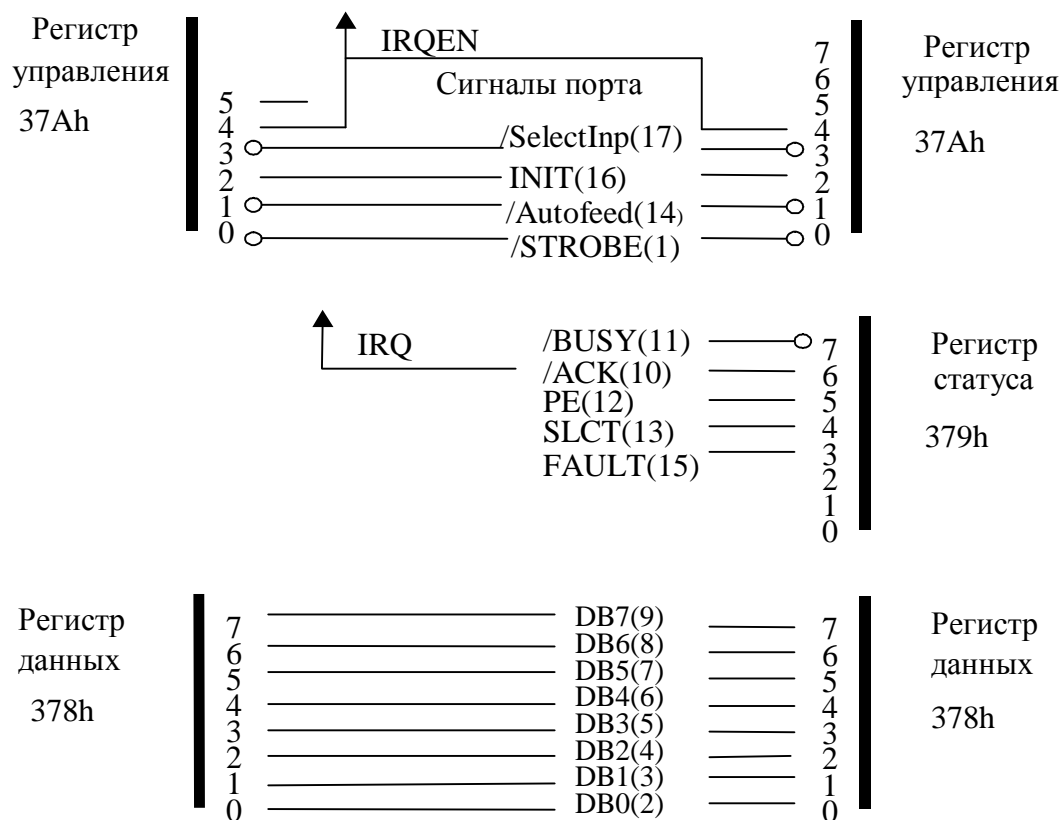 Регистр
управления
37Ah
5
4
3
2
1
0
IRQEN
Сигналы порта
/SelectInp(17)
INIT(16)
/Autofeed(14)
/STROBE(1)
7
6
5
4
3
2
1
0
Регистр
управления
37Ah
IRQ
/BUSY(11)
/ACK(10)
PE(12)
SLCT(13)
FAULT(15)
7
6
5
4
3
2
1
0
Регистр
статуса
379h
Регистр
данных
378h
7
6
5
4
3
2
1
0
DB7(9)
DB6(8)
DB5(7)
DB4(6)
DB3(5)
DB2(4)
DB1(3)
DB0(2)
7
6
5
4
3
2
1
0
Регистр
данных
378h